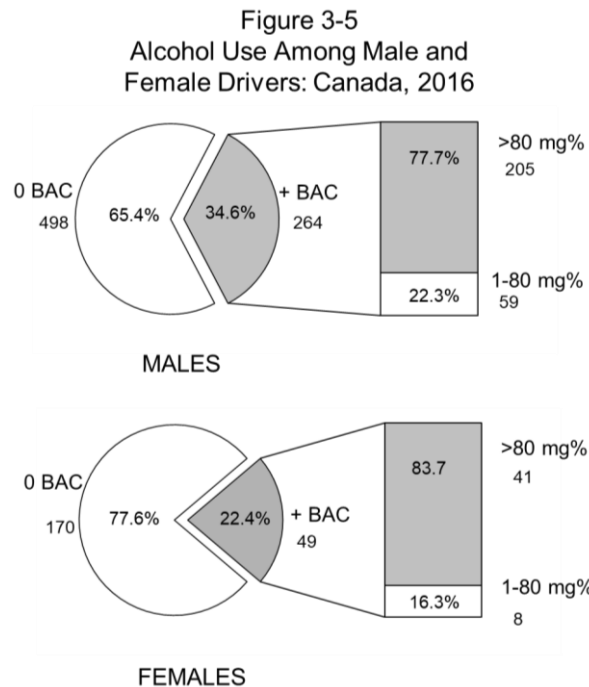 Figure 3-5
Alcohol Use Among Male and
Female Drivers: Canada, 2016
0 BAC
498
65.4%
34.6%
+ BAC
264
77.7%
>80 mg%
205
22.3%
1-80 mg%
59
MALES
0 BAC
170
77.6%
22.4%
+ BAC
49
83.7
>80 mg%
41
16.3%
1-80 mg%
8
FEMALES